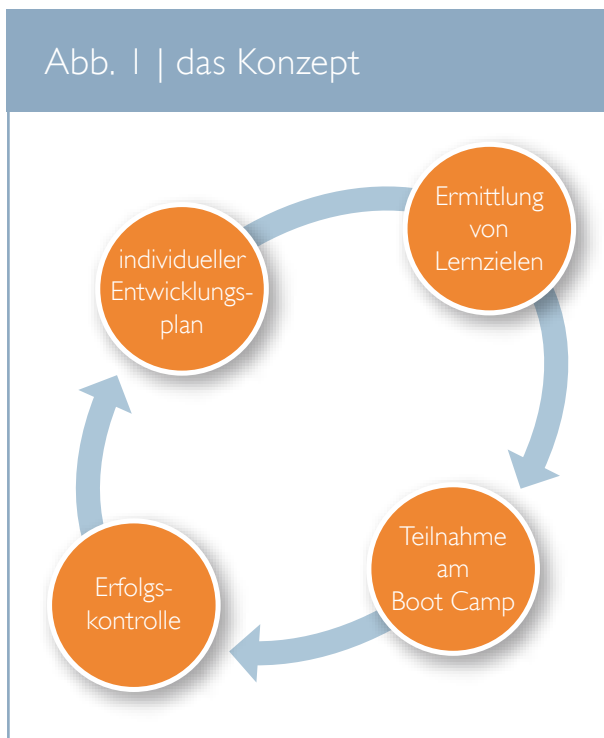 Abb. 1 | das Konzept
Ermittlung
von
Lernzielen
individueller
Entwicklungs-
plan
Teilnahme
am
Boot Camp
Erfolgs-
kontrolle